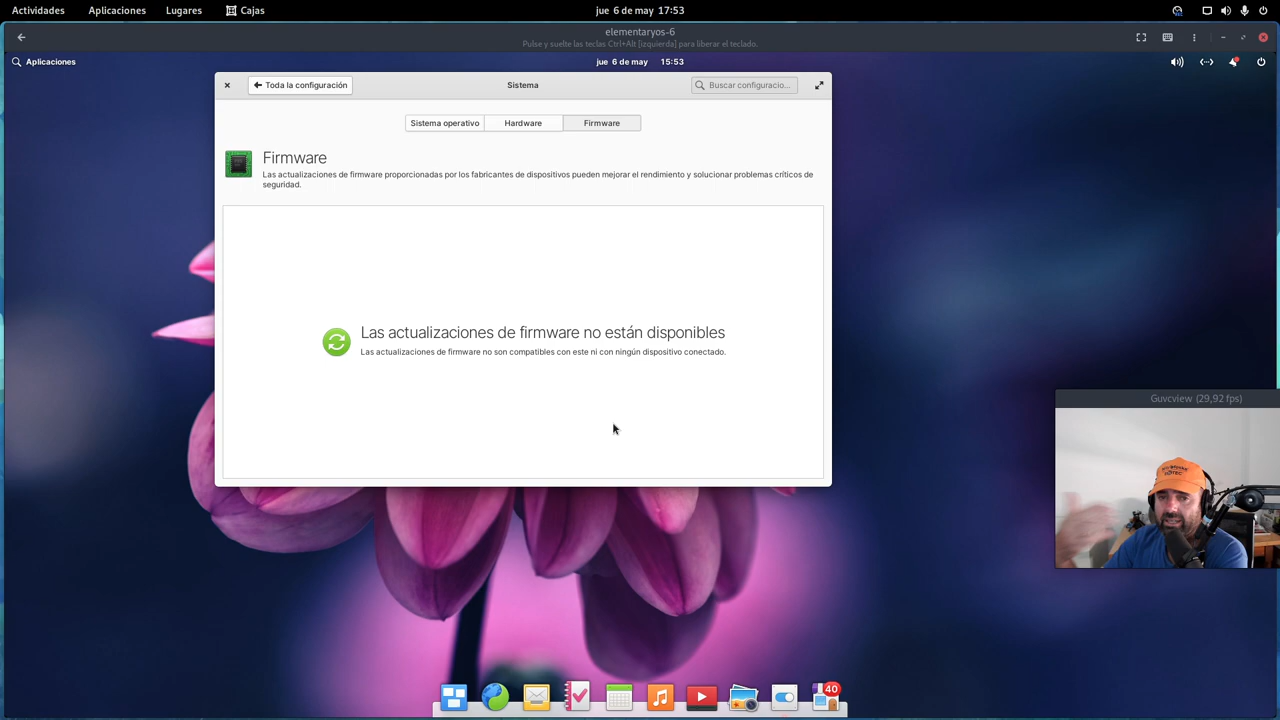 Actividades Aplicaciones Lugares Cajas jue 6 de may 17:53
elementaryos-6
Pulse y suelte las teclas Ctrl+Alt [izquierda] para liberar el teclado.
Aplicaciones jue 6 de may 15:53
Toda la configuración Sistema Buscar configuracio...
Sistema operativo Hardware Firmware
Firmware
Las actualizaciones de firmware proporcionadas por los fabricantes de dispositivos pueden mejorar el rendimiento y solucionar problemas críticos de
seguridad.
Las actualizaciones de firmware no están disponibles
Las actualizaciones de firmware no son compatibles con este ni con ningún dispositivo conectado.
Guvcview (29,92 fps)
40